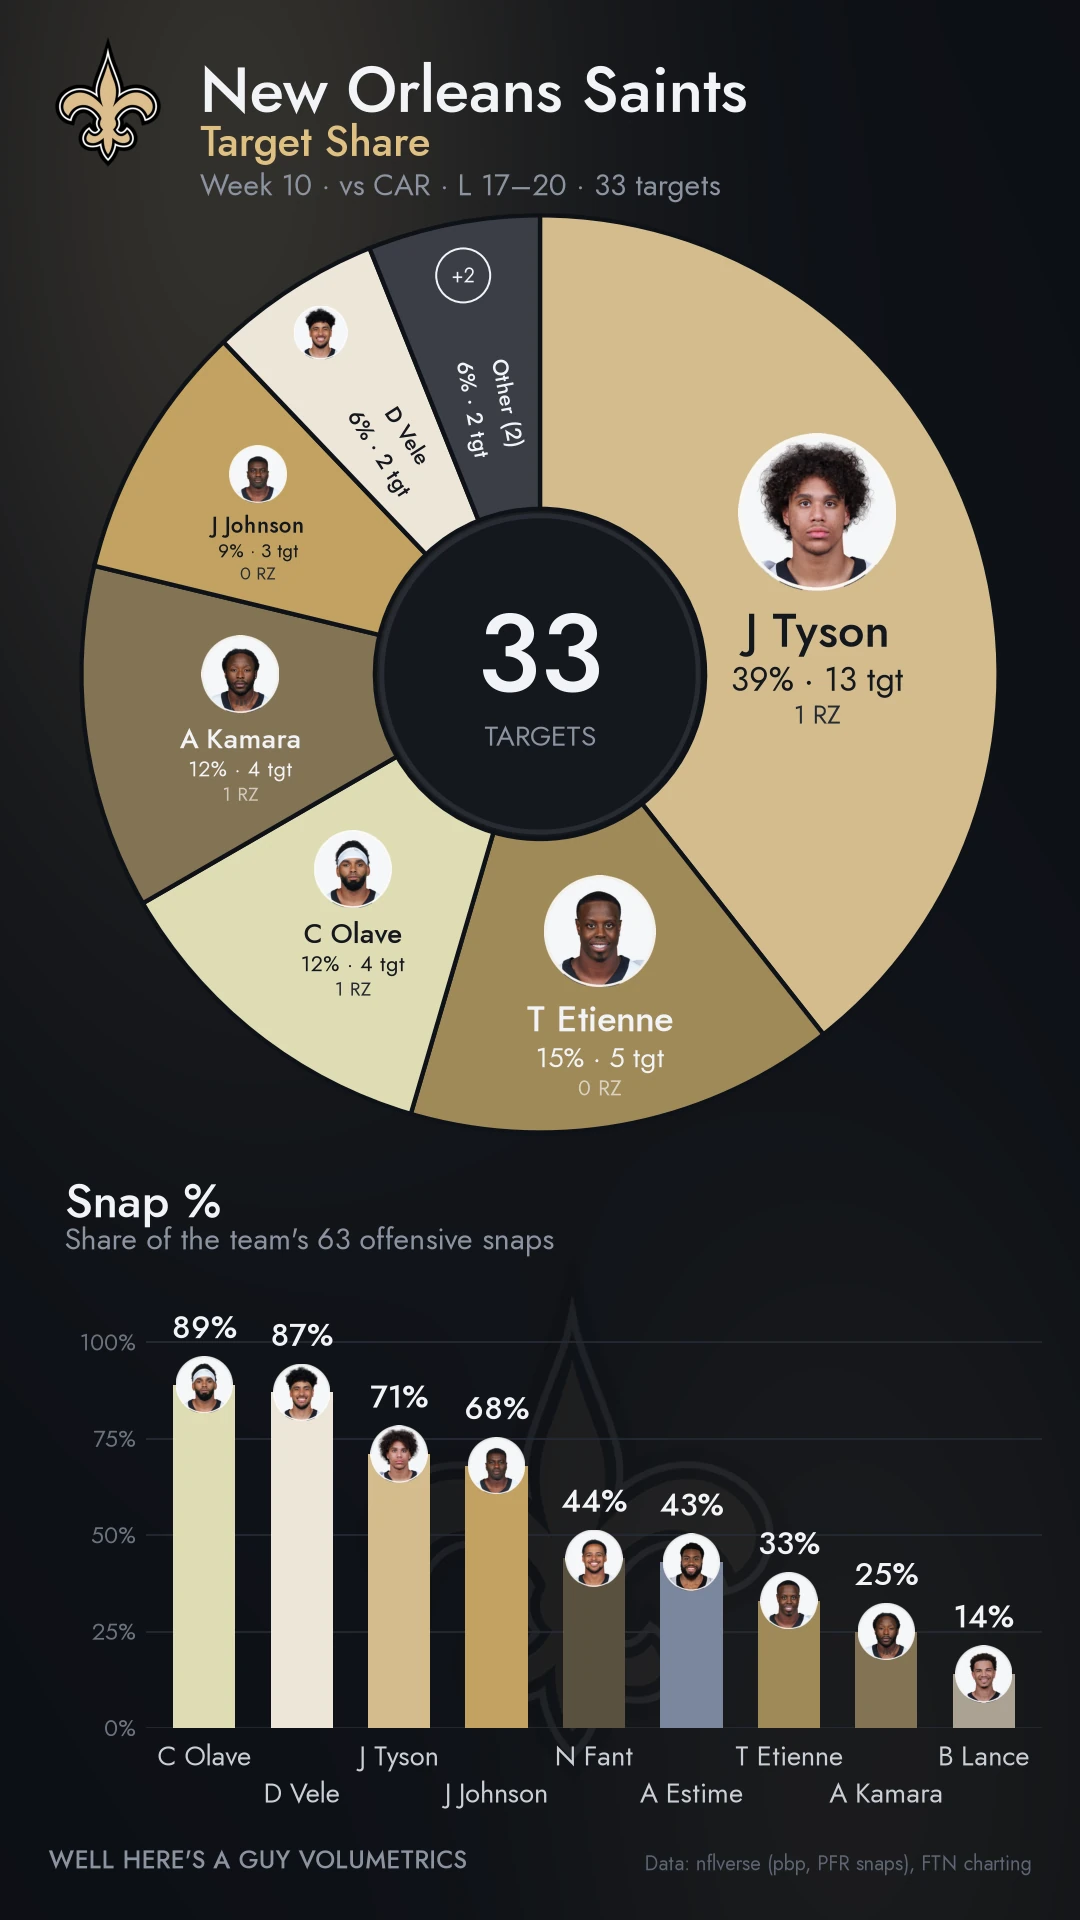 New Orleans Saints
Target Share
Week 10 · vs CAR · L 17–20 · 33 targets
+2
Other (2)
6% · 2 tgt
D Vele
6% · 2 tgt
J Johnson
9% · 3 tgt
0 RZ
J Tyson
39% · 13 tgt
1 RZ
33
TARGETS
A Kamara
12% · 4 tgt
1 RZ
C Olave
12% · 4 tgt
1 RZ
T Etienne
15% · 5 tgt
0 RZ
Snap %
Share of the team's 63 offensive snaps
89% 87% 71% 68% 44% 43% 33% 25% 14%
100%
75%
50%
25%
0%
C Olave J Tyson N Fant T Etienne B Lance
D Vele J Johnson A Estime A Kamara
WELL HERE'S A GUY VOLUMETRICS
Data: nflverse (pbp, PFR snaps), FTN charting